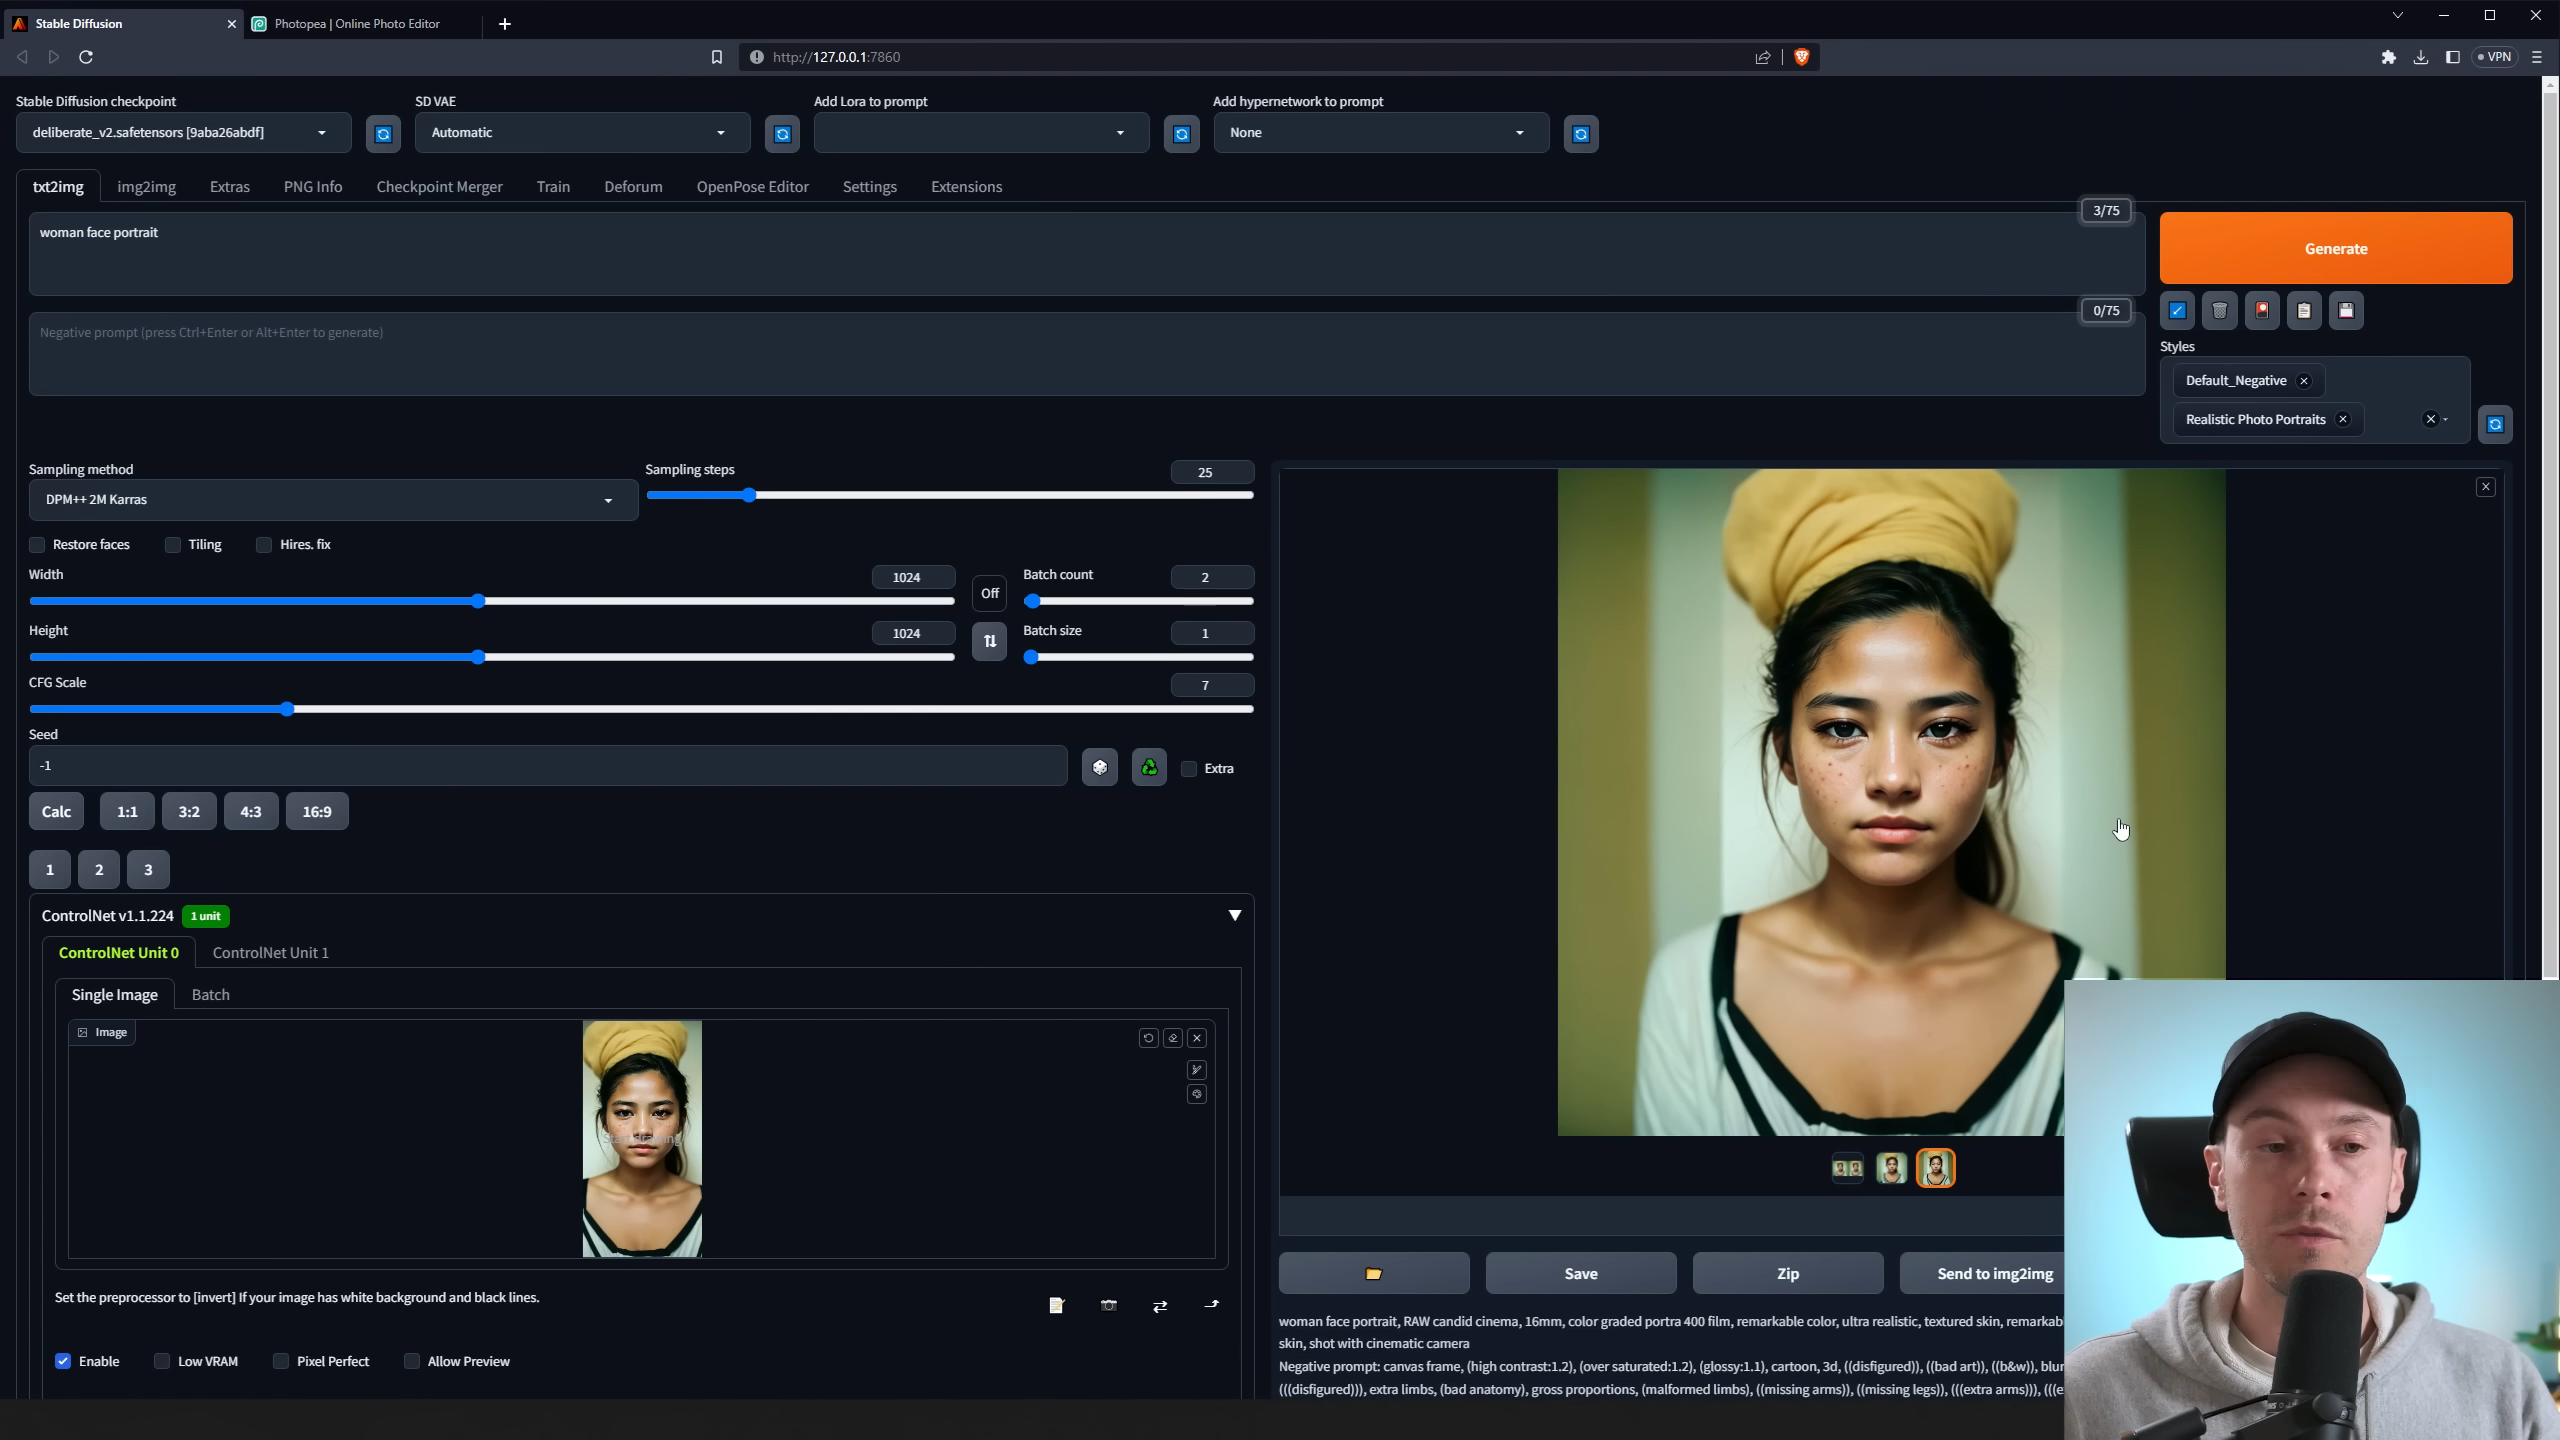 Stable Diffusion
Photopea | Online Photo Editor
http://127.0.0.1:7860
VPN
Stable Diffusion checkpoint
SD VAE
Add Lora to prompt
Add hypernetwork to prompt
deliberate_v2.safetensors [9aba26abdf]
Automatic
None
txt2img
img2img
Extras
PNG Info
Checkpoint Merger
Train
Deforum
OpenPose Editor
Settings
Extensions
3/75
woman face portrait
Generate
0/75
Negative prompt (press Ctrl+Enter or Alt+Enter to generate)
Styles
Default_Negative
Realistic Photo Portraits
Sampling method
Sampling steps
25
DPM++ 2M Karras
Restore faces
Tiling
Hires. fix
Width
1024
Off
Batch count
2
Height
1024
Batch size
1
CFG Scale
7
Seed
-1
Extra
Calc
1:1
3:2
4:3
16:9
1
2
3
ControlNet v1.1.224
1 unit
ControlNet Unit 0
ControlNet Unit 1
Single Image
Batch
Image
Start drawing
Set the preprocessor to [invert] If your image has white background and black lines.
Enable
Low VRAM
Pixel Perfect
Allow Preview
Save
Zip
Send to img2img
woman face portrait, RAW candid cinema, 16mm, color graded portra 400 film, remarkable color, ultra realistic, textured skin,
skin, shot with cinematic camera
Negative prompt: canvas frame, (high contrast:1.2), (over saturated:1.2), (glossy:1.1), cartoon, 3d, ((disfigured)), ((bad art)), ((b&w)),
(((disfigured))), extra limbs, (bad anatomy), gross proportions, (malformed limbs), ((missing arms)), ((missing legs)), (((extra arms))),